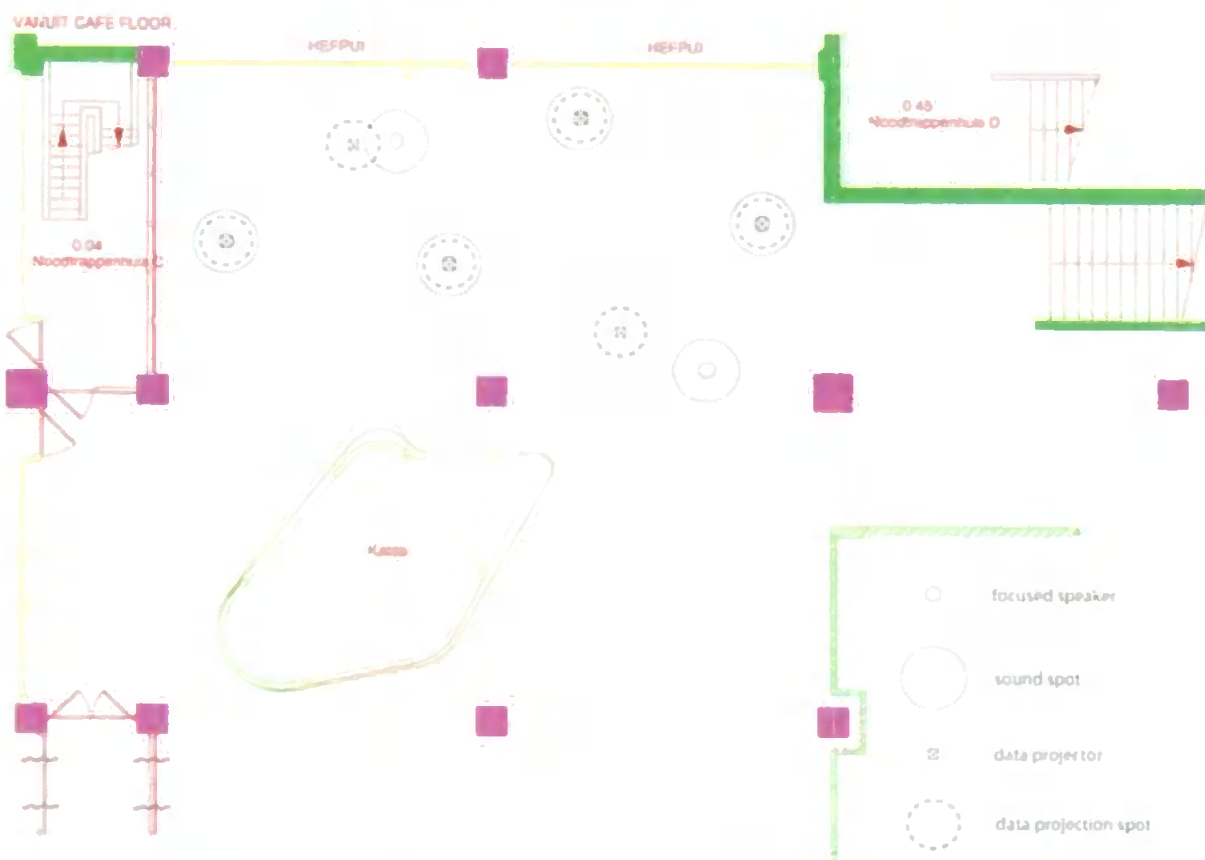 VANUIT CAFE FLOOR
HEFPUI
HEFPUI
0.45
Noodtrappenhuis D
0.04
Noodtrappenhuis C
Kassa
focused speaker
sound spot
data projector
data projection spot